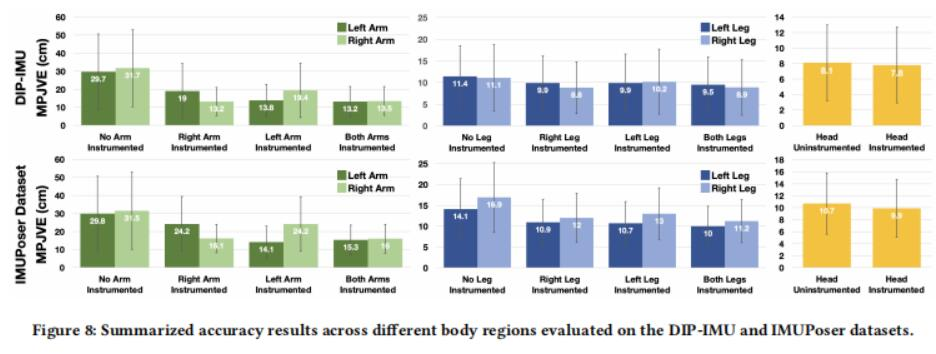 DIP-IMU
MPJVE (cm)
60
50
40
30
20
10
0
Left Arm
Right Arm
29.7
31.7
19
13.2
13.8
19.4
13.2
13.5
No Arm Instrumented
Right Arm Instrumented
Left Arm Instrumented
Both Arms Instrumented
25
20
15
10
5
0
Left Leg
Right Leg
11.4
11.1
9.9
8.8
9.9
10.2
9.5
8.9
No Leg Instrumented
Right Leg Instrumented
Left Leg Instrumented
Both Legs Instrumented
14
12
10
8
6
4
2
0
8.1
7.8
Head Uninstrumented
Head Instrumented
IMUPoser Dataset
MPJVE (cm)
60
50
40
30
20
10
0
Left Arm
Right Arm
29.8
31.5
24.2
16.1
14.1
24.2
15.3
16
No Arm Instrumented
Right Arm Instrumented
Left Arm Instrumented
Both Arms Instrumented
25
20
15
10
5
0
Left Leg
Right Leg
14.1
16.9
10.9
12
10.7
13
10
11.2
No Leg Instrumented
Right Leg Instrumented
Left Leg Instrumented
Both Legs Instrumented
18
16
14
12
10
8
6
4
2
0
10.7
9.9
Head Uninstrumented
Head Instrumented
Figure 8: Summarized accuracy results across different body regions evaluated on the DIP-IMU and IMUPoser datasets.